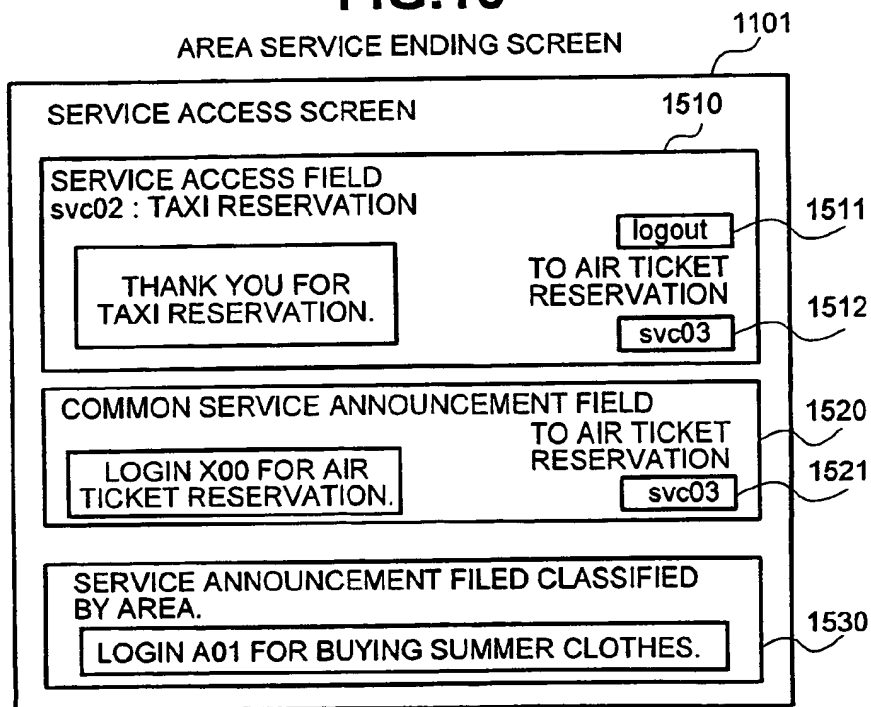 AREA SERVICE ENDING SCREEN
1101
SERVICE ACCESS SCREEN
1510
SERVICE ACCESS FIELD
svc02 : TAXI RESERVATION
logout
1511
THANK YOU FOR
TAXI RESERVATION.
TO AIR TICKET
RESERVATION
1512
svc03
COMMON SERVICE ANNOUNCEMENT FIELD
1520
TO AIR TICKET
RESERVATION
LOGIN X00 FOR AIR
TICKET RESERVATION.
1521
svc03
SERVICE ANNOUNCEMENT FILED CLASSIFIED
BY AREA.
1530
LOGIN A01 FOR BUYING SUMMER CLOTHES.